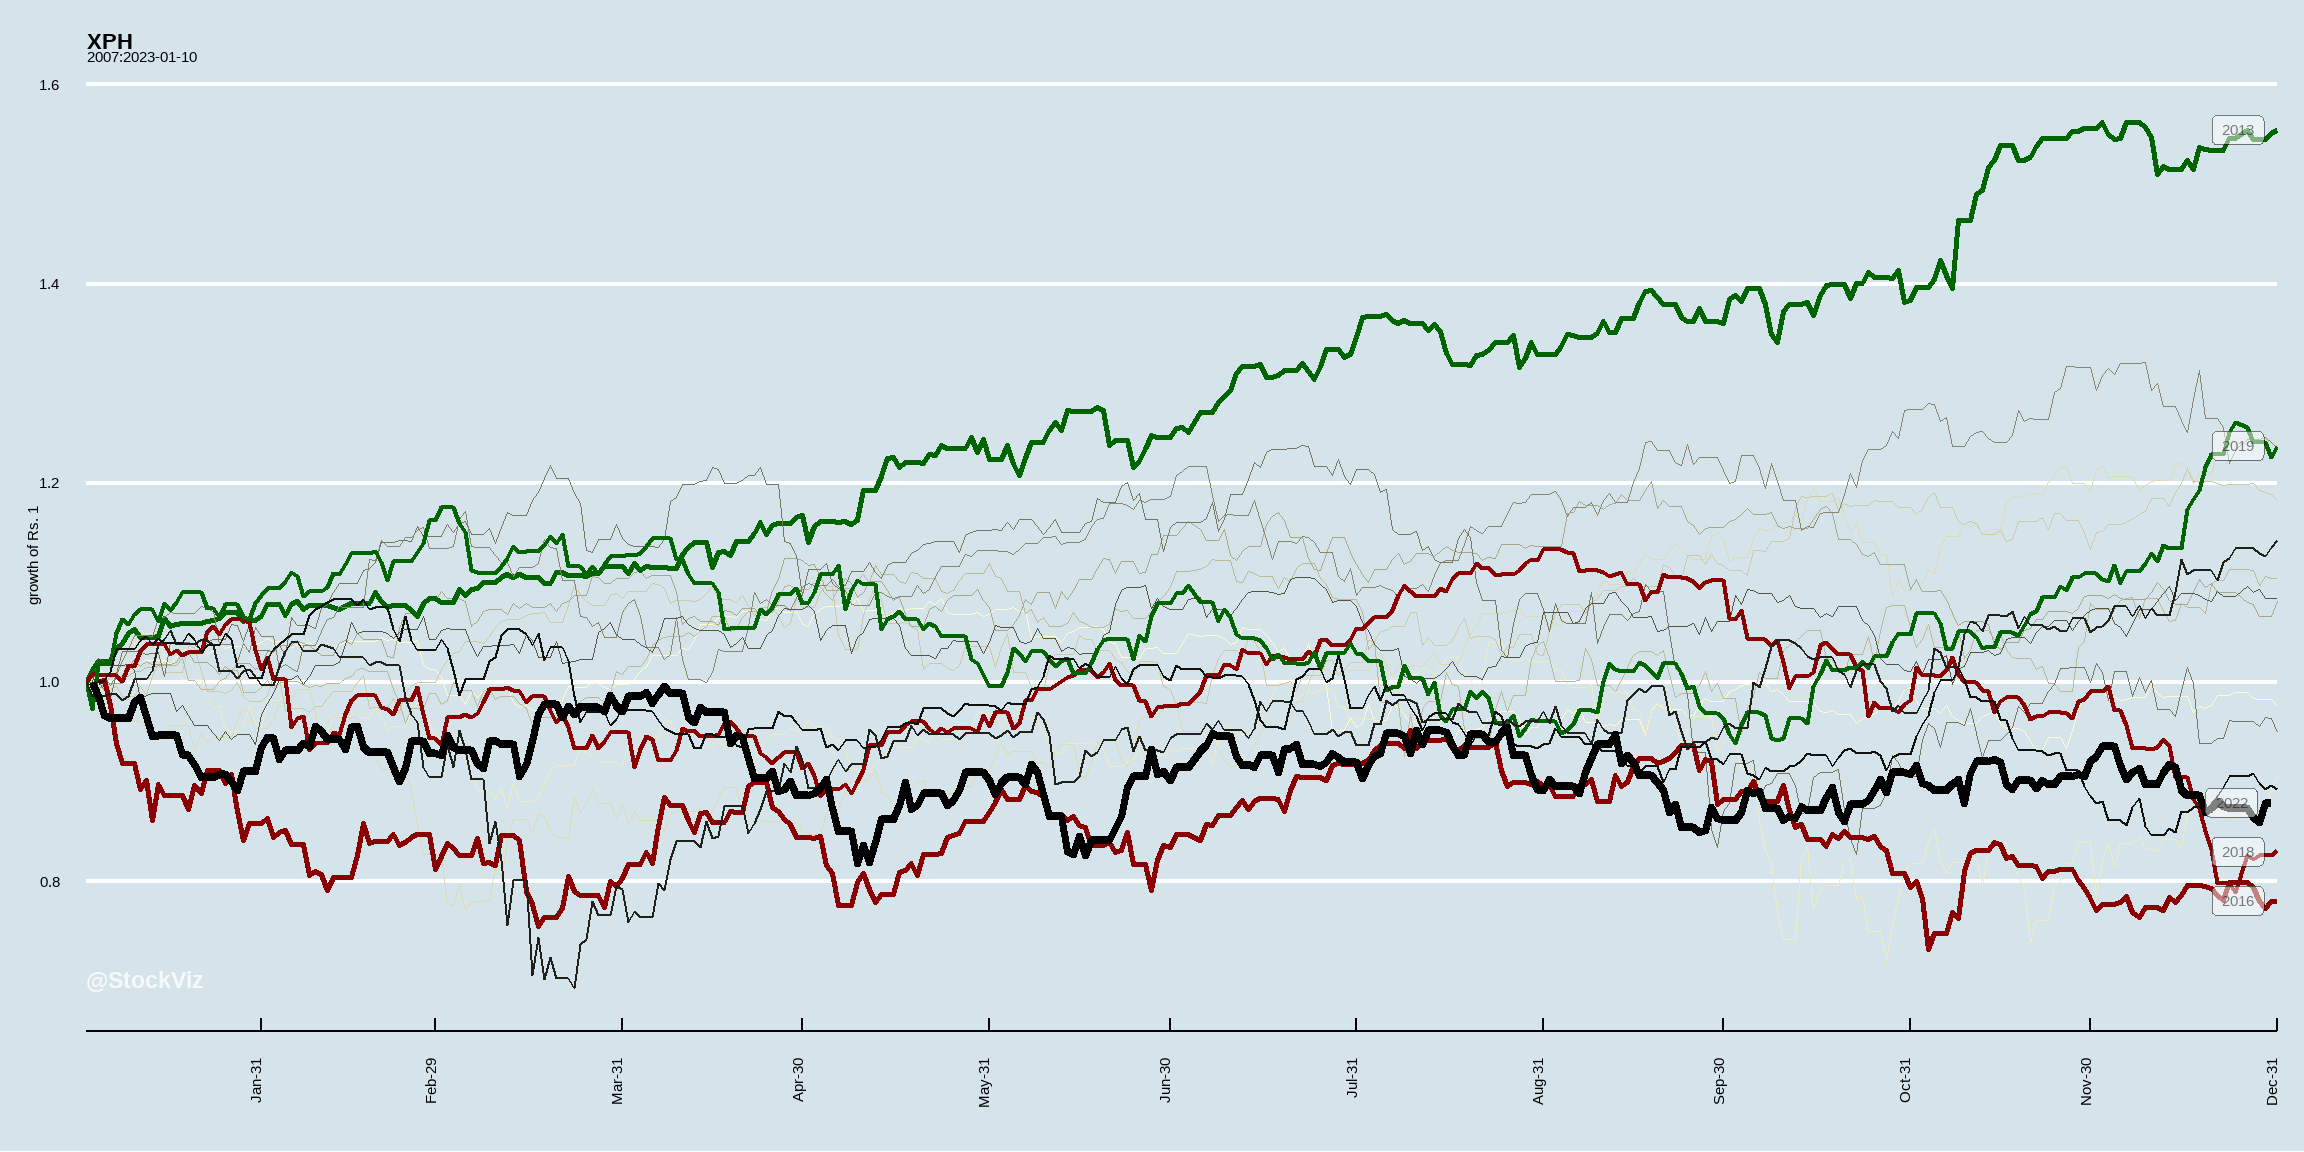 XPH
2007:2023-01-10
1.6
1.4
1.2
1.0
0.8
growth of Rs. 1
2013
2019
2022
2018
2016
@StockViz
Jan-31
Feb-29
Mar-31
Apr-30
May-31
Jun-30
Jul-31
Aug-31
Sep-30
Oct-31
Nov-30
Dec-31